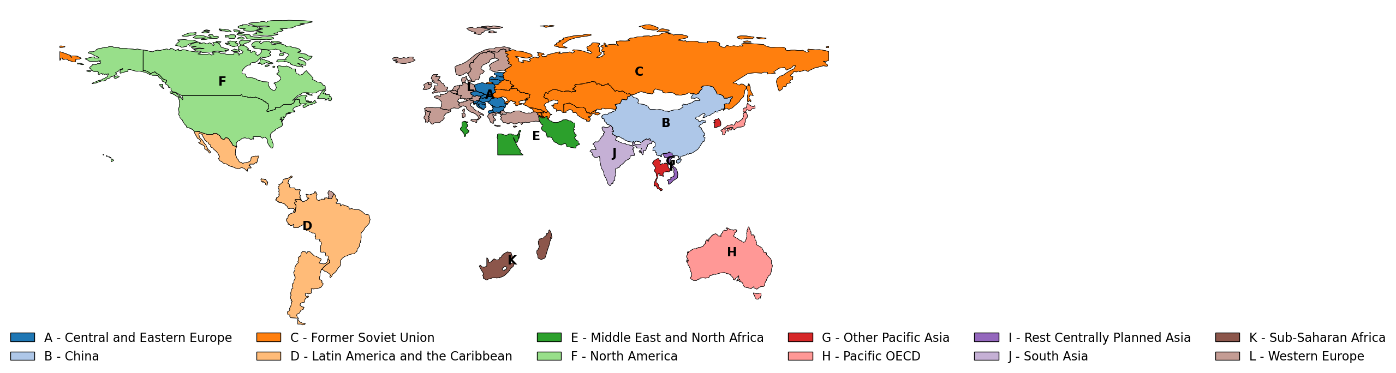 F
L
A
C
B
E
J
G
D
K
H
A - Central and Eastern Europe
B - China
C - Former Soviet Union
D - Latin America and the Caribbean
E - Middle East and North Africa
F - North America
G - Other Pacific Asia
H - Pacific OECD
I - Rest Centrally Planned Asia
J - South Asia
K - Sub-Saharan Africa
L - Western Europe